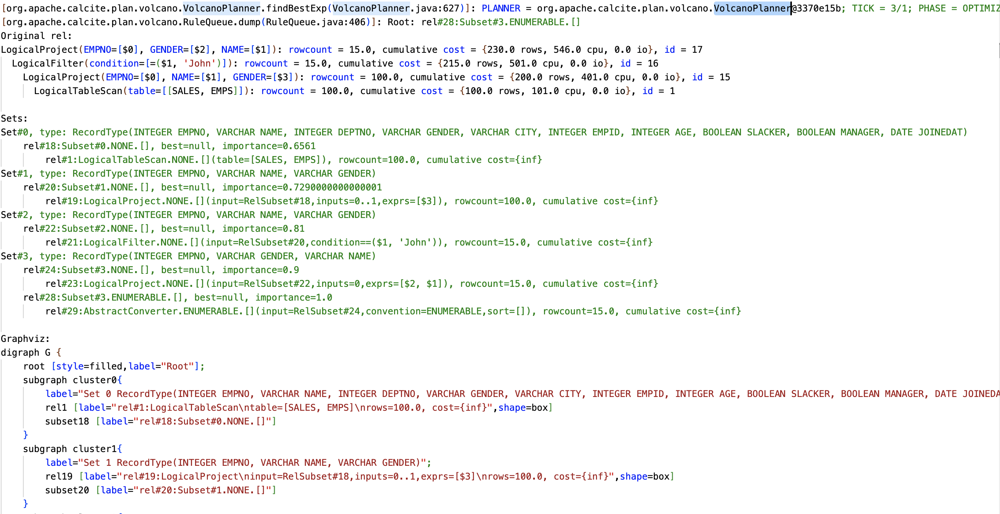 [org.apache.calcite.plan.volcano.VolcanoPlanner.findBestExp(VolcanoPlanner.java:627)]: PLANNER = org.apache.calcite.plan.volcano.VolcanoPlanner@3370e15b; TICK = 3/1; PHASE = OPTIMIZ
[org.apache.calcite.plan.volcano.RuleQueue.dump(RuleQueue.java:406)]: Root: rel#28:Subset#3.ENUMERABLE.[]
Original rel:
LogicalProject(EMPNO=[$0], GENDER=[$2], NAME=[$1]): rowcount = 15.0, cumulative cost = {230.0 rows, 546.0 cpu, 0.0 io}, id = 17
  LogicalFilter(condition=[=($1, 'John')]): rowcount = 15.0, cumulative cost = {215.0 rows, 501.0 cpu, 0.0 io}, id = 16
    LogicalProject(EMPNO=[$0], NAME=[$1], GENDER=[$3]): rowcount = 100.0, cumulative cost = {200.0 rows, 401.0 cpu, 0.0 io}, id = 15
      LogicalTableScan(table=[[SALES, EMPS]]): rowcount = 100.0, cumulative cost = {100.0 rows, 101.0 cpu, 0.0 io}, id = 1
Sets:
Set#0, type: RecordType(INTEGER EMPNO, VARCHAR NAME, INTEGER DEPTNO, VARCHAR GENDER, VARCHAR CITY, INTEGER EMPID, INTEGER AGE, BOOLEAN SLACKER, BOOLEAN MANAGER, DATE JOINEDAT)
    rel#18:Subset#0.NONE.[], best=null, importance=0.6561
        rel#1:LogicalTableScan.NONE.[](table=[SALES, EMPS]), rowcount=100.0, cumulative cost={inf}
Set#1, type: RecordType(INTEGER EMPNO, VARCHAR NAME, VARCHAR GENDER)
    rel#20:Subset#1.NONE.[], best=null, importance=0.7290000000000001
        rel#19:LogicalProject.NONE.[](input=RelSubset#18,inputs=0..1,exprs=[$3]), rowcount=100.0, cumulative cost={inf}
Set#2, type: RecordType(INTEGER EMPNO, VARCHAR NAME, VARCHAR GENDER)
    rel#22:Subset#2.NONE.[], best=null, importance=0.81
        rel#21:LogicalFilter.NONE.[](input=RelSubset#20,condition==($1, 'John')), rowcount=15.0, cumulative cost={inf}
Set#3, type: RecordType(INTEGER EMPNO, VARCHAR GENDER, VARCHAR NAME)
    rel#24:Subset#3.NONE.[], best=null, importance=0.9
        rel#23:LogicalProject.NONE.[](input=RelSubset#22,inputs=0,exprs=[$2, $1]), rowcount=15.0, cumulative cost={inf}
    rel#28:Subset#3.ENUMERABLE.[], best=null, importance=1.0
        rel#29:AbstractConverter.ENUMERABLE.[](input=RelSubset#24,convention=ENUMERABLE,sort=[]), rowcount=15.0, cumulative cost={inf}
Graphviz:
digraph G {
    root [style=filled,label="Root"];
    subgraph cluster0{
        label="Set 0 RecordType(INTEGER EMPNO, VARCHAR NAME, INTEGER DEPTNO, VARCHAR GENDER, VARCHAR CITY, INTEGER EMPID, INTEGER AGE, BOOLEAN SLACKER, BOOLEAN MANAGER, DATE JOINEDA
        rel1 [label="rel#1:LogicalTableScan\ntable=[SALES, EMPS]\nrows=100.0, cost={inf}",shape=box]
        subset18 [label="rel#18:Subset#0.NONE.[]"]
    }
    subgraph cluster1{
        label="Set 1 RecordType(INTEGER EMPNO, VARCHAR NAME, VARCHAR GENDER)";
        rel19 [label="rel#19:LogicalProject\ninput=RelSubset#18,inputs=0..1,exprs=[$3]\nrows=100.0, cost={inf}",shape=box]
        subset20 [label="rel#20:Subset#1.NONE.[]"]
    }